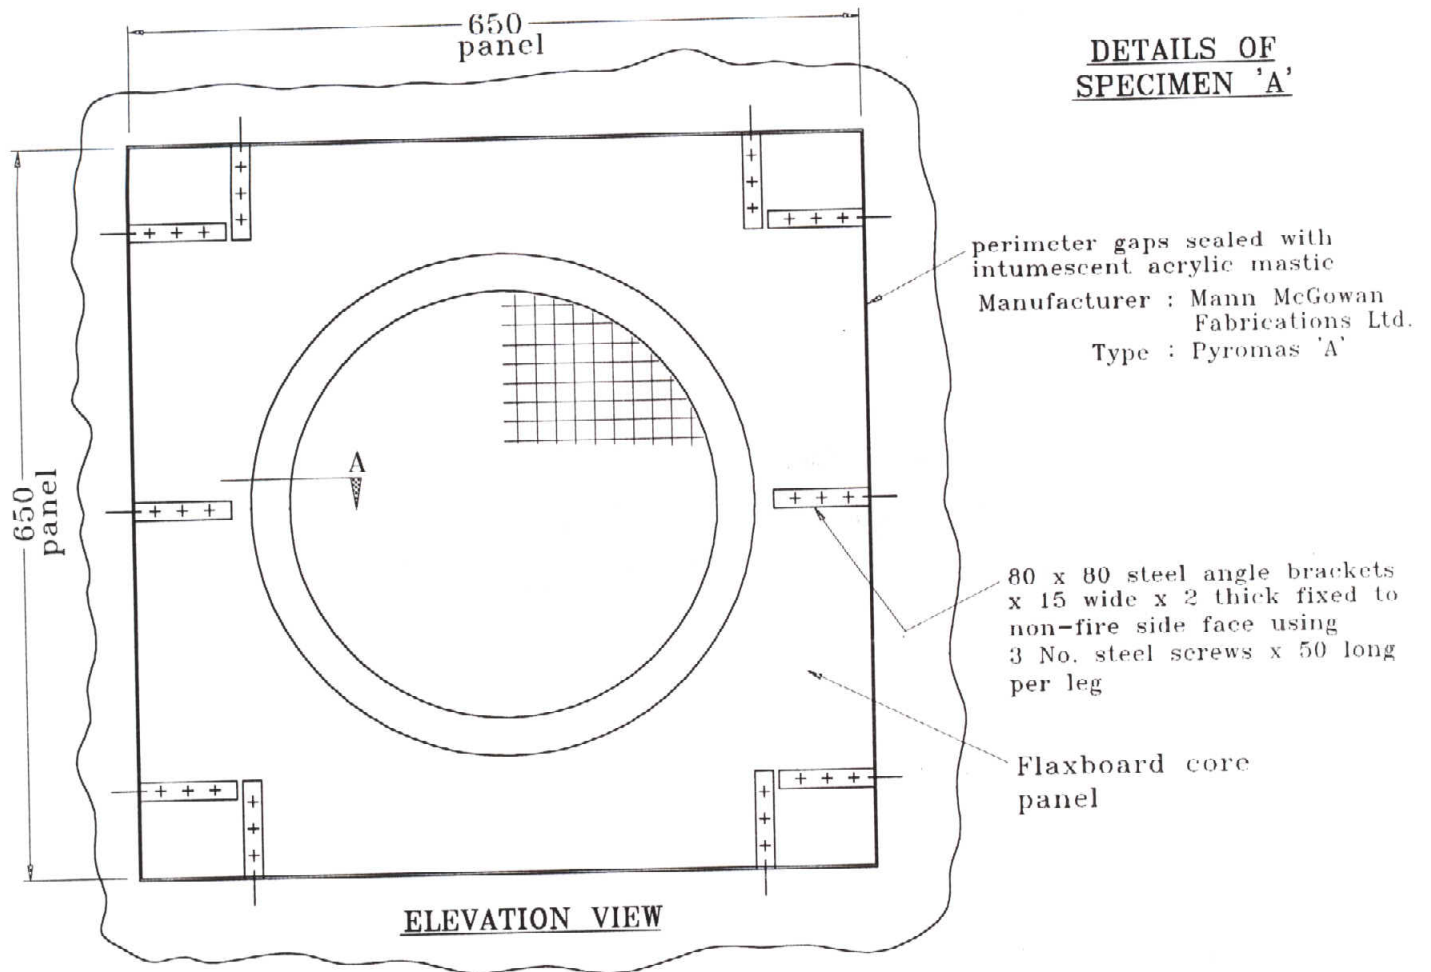 650
panel
DETAILS OF
SPECIMEN 'A'
perimeter gaps sealed with
intumescent acrylic mastic
Manufacturer : Mann McGowan
Fabrications Ltd.
Type : Pyromas 'A'
A
650
panel
80 x 80 steel angle brackets
x 15 wide x 2 thick fixed to
non-fire side face using
3 No. steel screws x 50 long
per leg
Flaxboard core
panel
ELEVATION VIEW